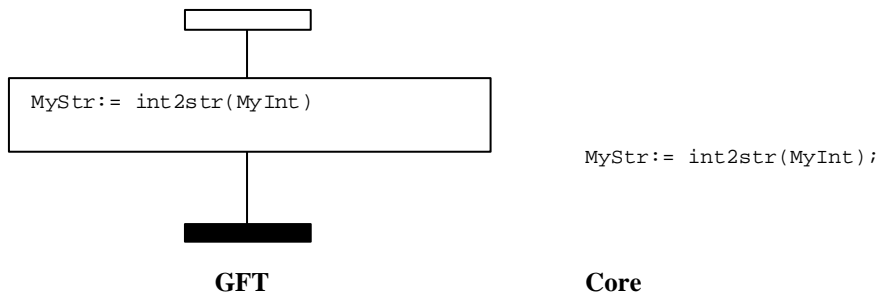 MyStr:= int2str(MyInt)
MyStr:= int2str(MyInt);
GFT Core